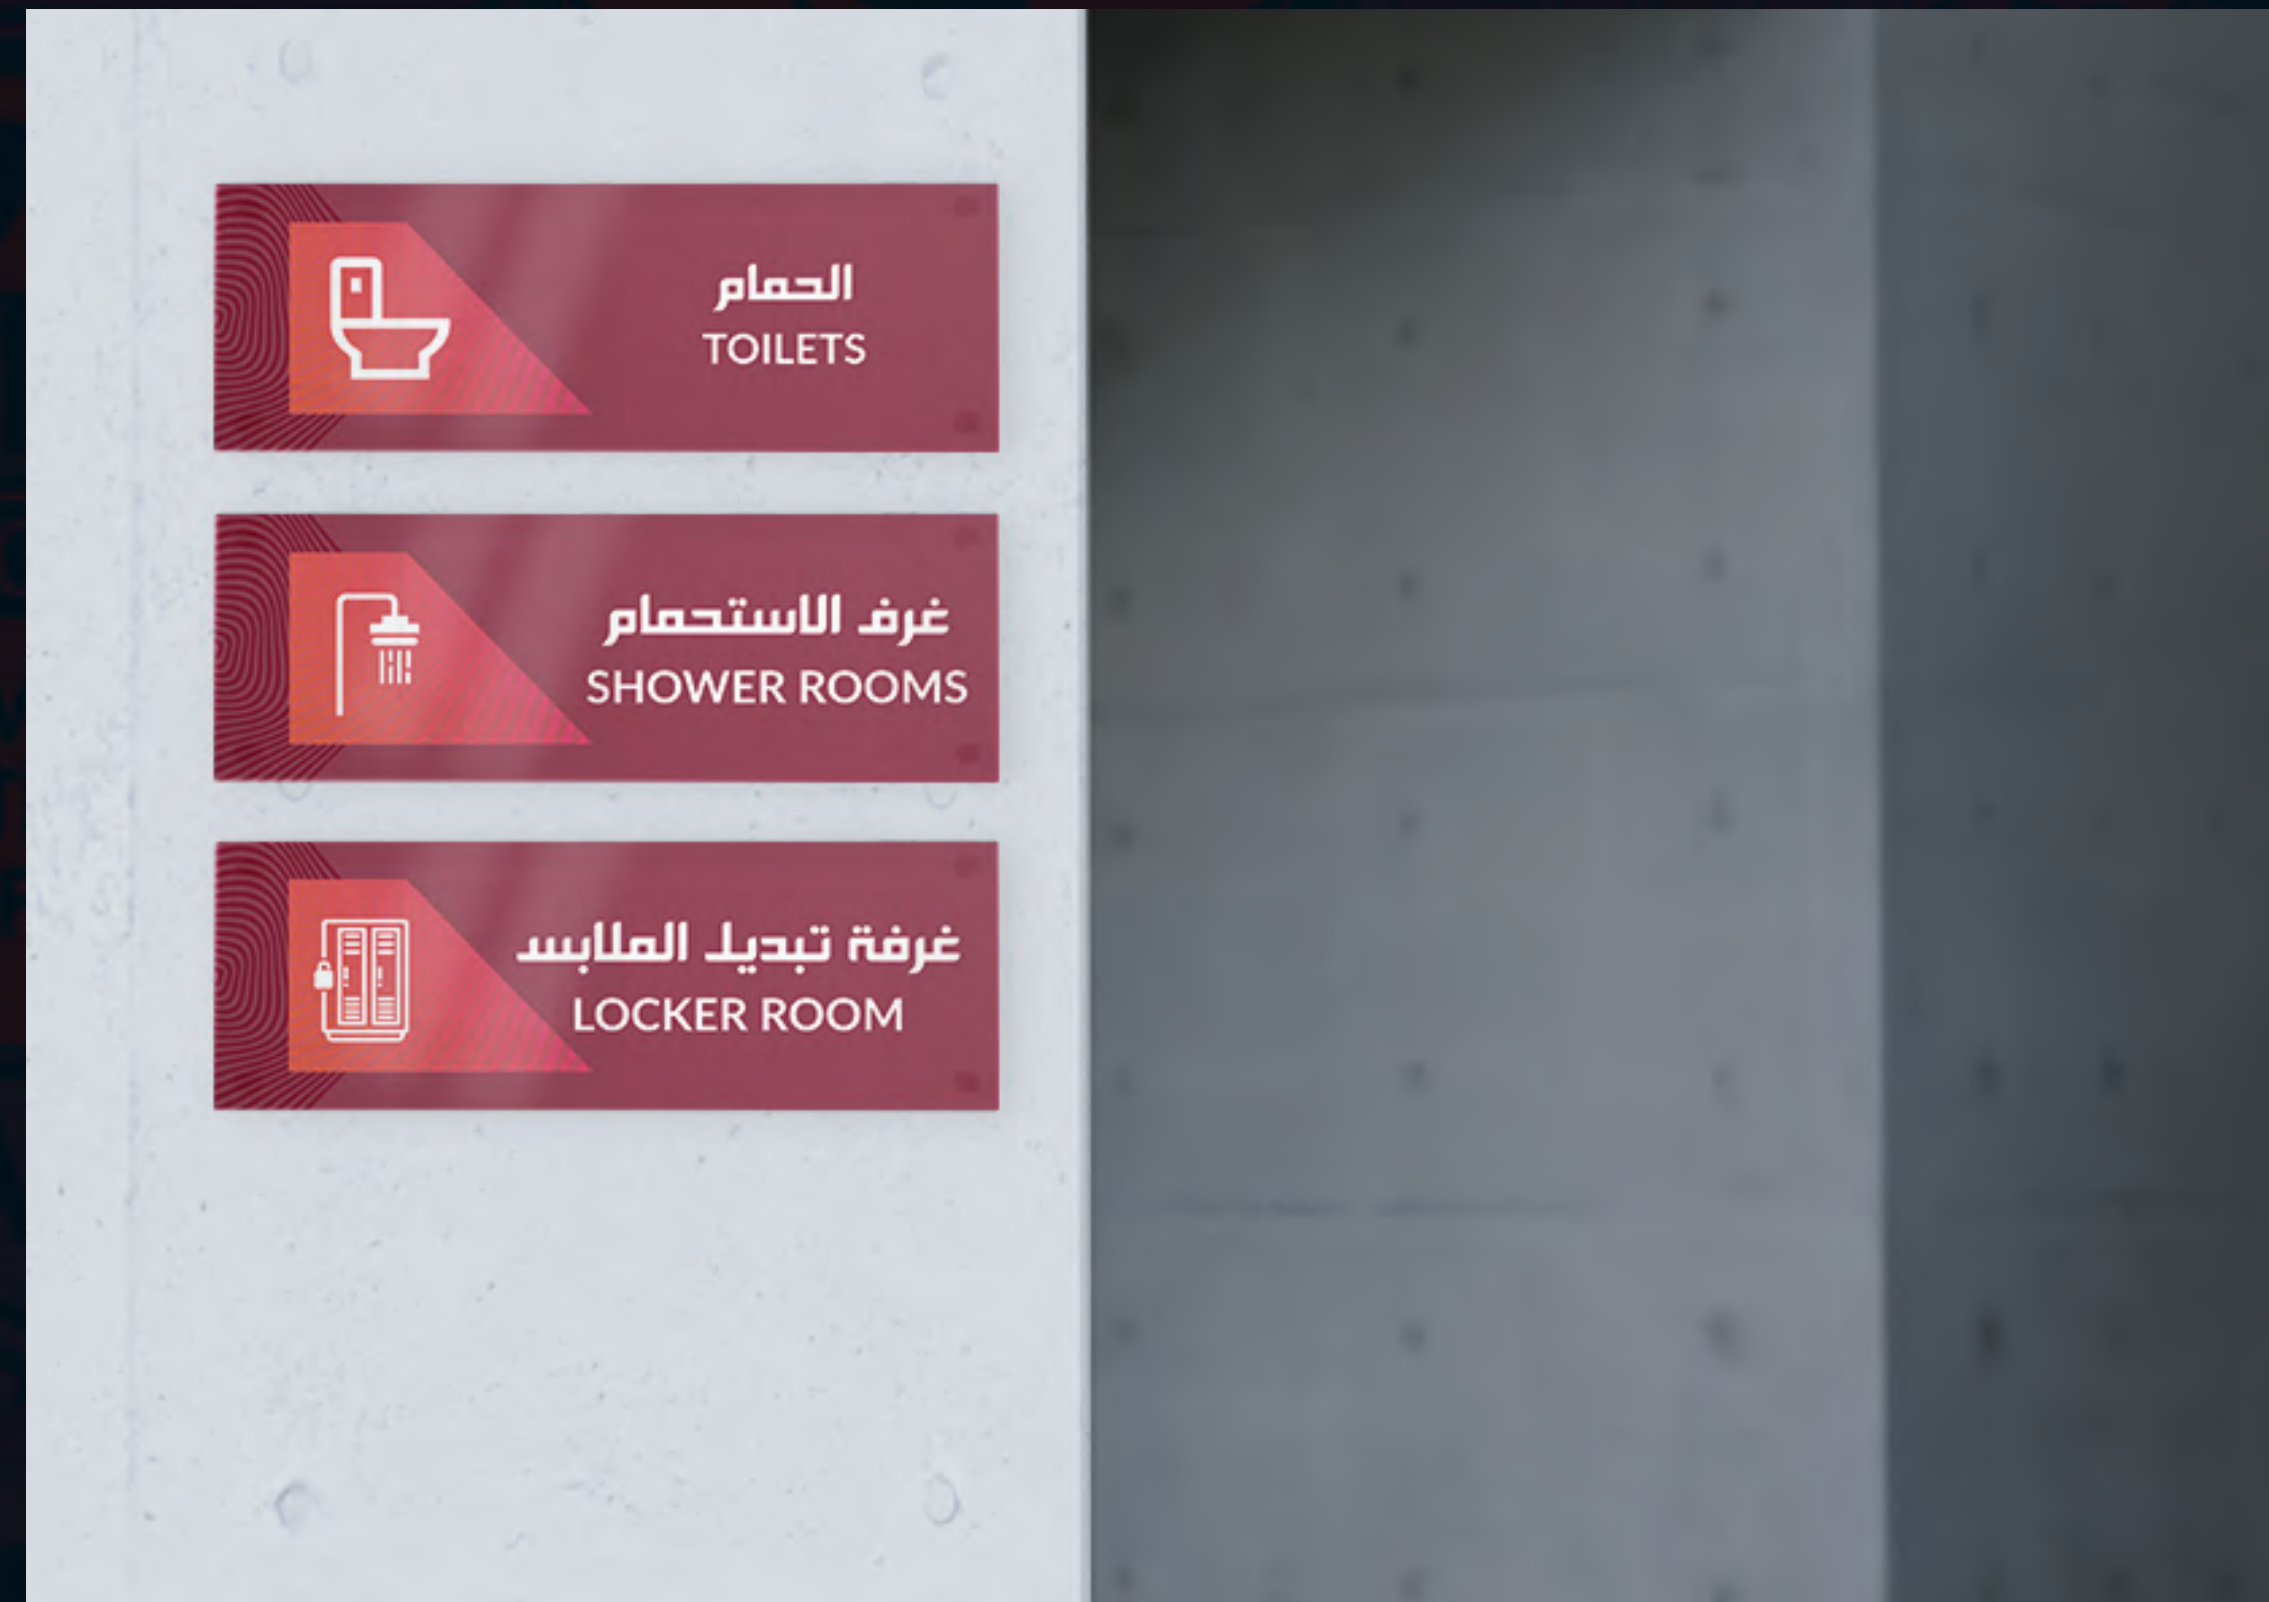 الحمام
TOILETS
غرف الاستحمام
SHOWER ROOMS
غرفة تبديل الملابس
LOCKER ROOM